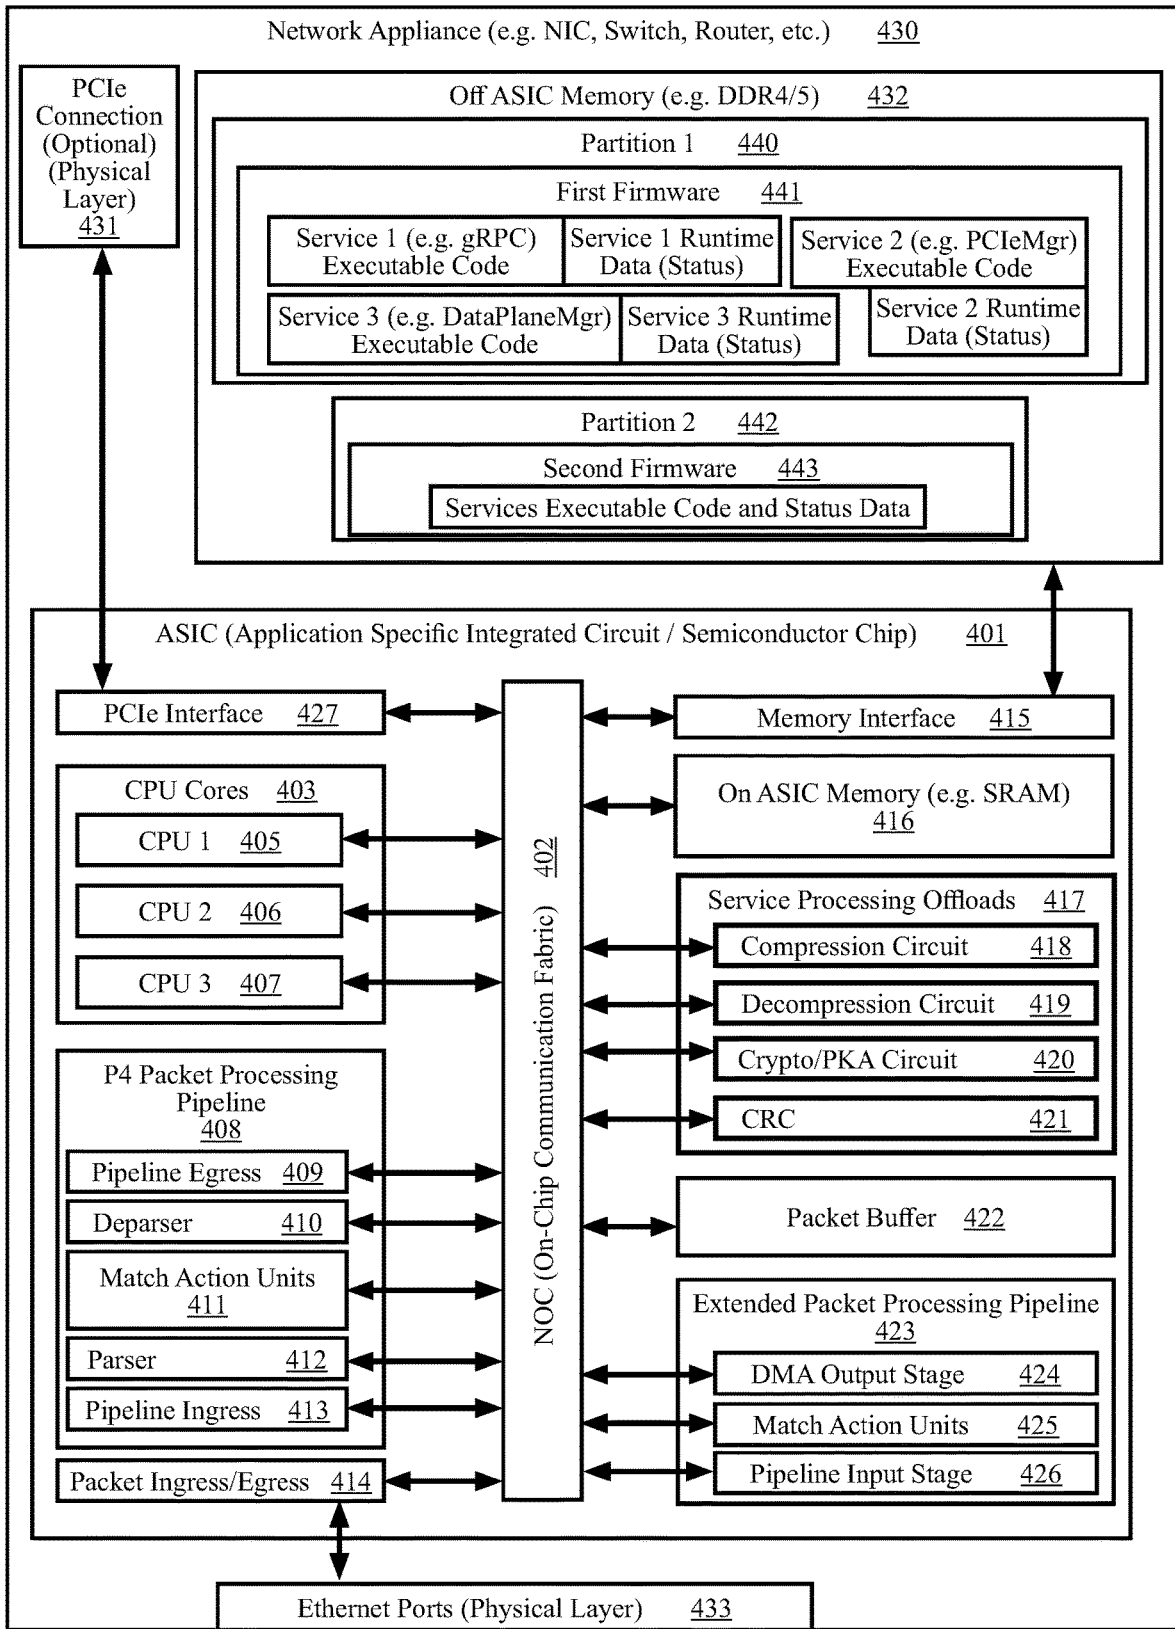 Network Appliance (e.g. NIC, Switch, Router, etc.) 430
PCIe
Connection
(Optional)
(Physical
Layer)
431
Off ASIC Memory (e.g. DDR4/5) 432
Partition 1 440
First Firmware 441
Service 1 (e.g. gRPC)
Executable Code
Service 1 Runtime
Data (Status)
Service 2 (e.g. PCIeMgr)
Executable Code
Service 2 Runtime
Data (Status)
Service 3 (e.g. DataPlaneMgr)
Executable Code
Service 3 Runtime
Data (Status)
Partition 2 442
Second Firmware 443
Services Executable Code and Status Data
ASIC (Application Specific Integrated Circuit / Semiconductor Chip) 401
PCIe Interface 427
CPU Cores 403
CPU 1 405
CPU 2 406
CPU 3 407
P4 Packet Processing
Pipeline
408
Pipeline Egress 409
Deparser 410
Match Action Units
411
Parser 412
Pipeline Ingress 413
Packet Ingress/Egress 414
NOC (On-Chip Communication Fabric) 402
Memory Interface 415
On ASIC Memory (e.g. SRAM)
416
Service Processing Offloads 417
Compression Circuit 418
Decompression Circuit 419
Crypto/PKA Circuit 420
CRC 421
Packet Buffer 422
Extended Packet Processing Pipeline
423
DMA Output Stage 424
Match Action Units 425
Pipeline Input Stage 426
Ethernet Ports (Physical Layer) 433